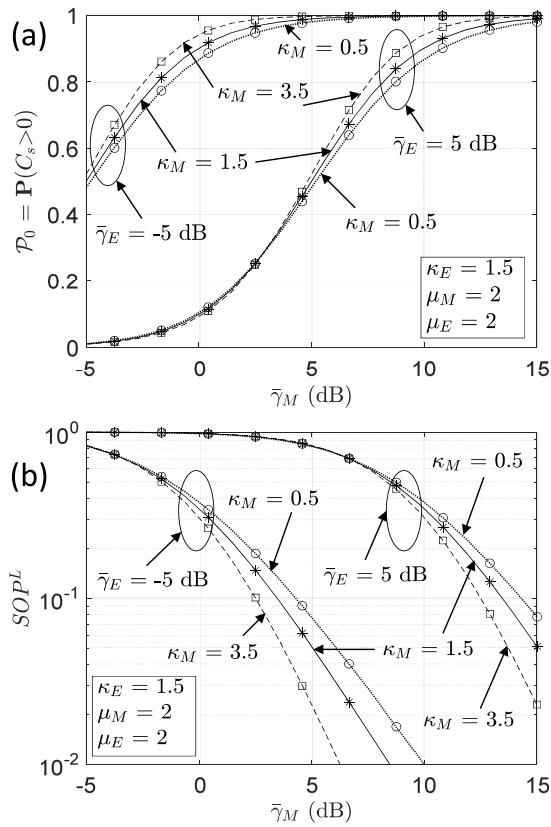 (a)
1
0.8
0.6
0.4
0.2
0
𝒫₀ = P(Cₛ>0)
κ_M = 0.5
κ_M = 3.5
κ_M = 1.5
γ̄_E = -5 dB
γ̄_E = 5 dB
κ_M = 0.5
κ_E = 1.5
μ_M = 2
μ_E = 2
-5 0 5 10 15
γ̄_M (dB)
(b)
10⁰
10⁻¹
10⁻²
SOP^L
κ_M = 0.5
κ_M = 0.5
γ̄_E = -5 dB
γ̄_E = 5 dB
κ_M = 3.5
κ_M = 1.5
κ_M = 3.5
κ_E = 1.5
μ_M = 2
μ_E = 2
-5 0 5 10 15
γ̄_M (dB)